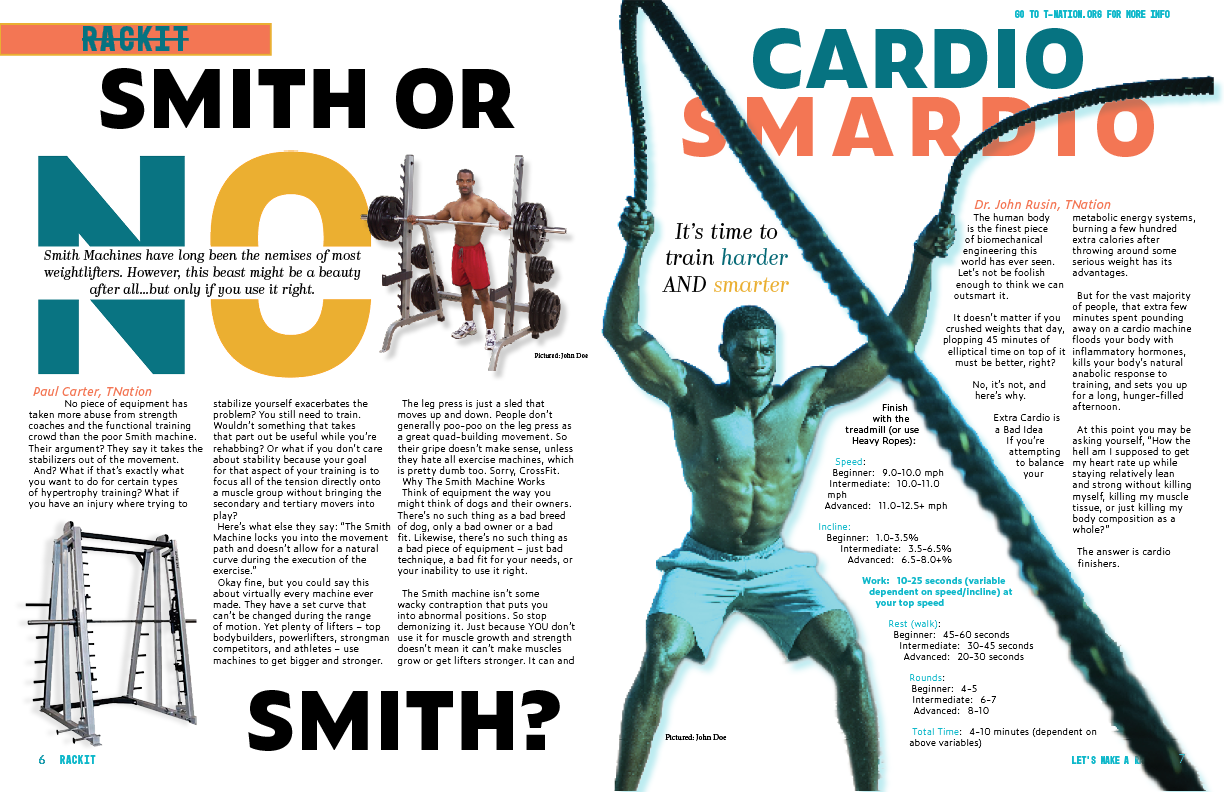 RACKIT
SMITH OR
NO
Smith Machines have long been the nemises of most
weightlifters. However, this beast might be a beauty
after all...but only if you use it right.
Pictured: John Doe
Paul Carter, TNation
No piece of equipment has
taken more abuse from strength
coaches and the functional training
crowd than the poor Smith machine.
Their argument? They say it takes the
stabilizers out of the movement.
And? What if that's exactly what
you want to do for certain types
of hypertrophy training? What if
you have an injury where trying to
stabilize yourself exacerbates the
problem? You still need to train.
Wouldn't something that takes
that part out be useful while you're
rehabbing? Or what if you don't care
about stability because your goal
for that aspect of your training is to
focus all of the tension directly onto
a muscle group without bringing the
secondary and tertiary movers into
play?
Here's what else they say: “The Smith
Machine locks you into the movement
path and doesn't allow for a natural
curve during the execution of the
exercise.”
Okay fine, but you could say this
about virtually every machine ever
made. They have a set curve that
can't be changed during the range
of motion. Yet plenty of lifters – top
bodybuilders, powerlifters, strongman
competitors, and athletes – use
machines to get bigger and stronger.
The leg press is just a sled that
moves up and down. People don't
generally poo-poo on the leg press as
a great quad-building movement. So
their gripe doesn't make sense, unless
they hate all exercise machines, which
is pretty dumb too. Sorry, CrossFit.
Why The Smith Machine Works
Think of equipment the way you
might think of dogs and their owners.
There's no such thing as a bad breed
of dog, only a bad owner or a bad
fit. Likewise, there's no such thing as
a bad piece of equipment – just bad
technique, a bad fit for your needs, or
your inability to use it right.
The Smith machine isn't some
wacky contraption that puts you
into abnormal positions. So stop
demonizing it. Just because YOU don't
use it for muscle growth and strength
doesn't mean it can't make muscles
grow or get lifters stronger. It can and
SMITH?
6 RACKIT
GO TO T-NATION.ORG FOR MORE INFO
CARDIO
SMARDIO
It's time to
train harder
AND smarter
Dr. John Rusin, TNation
The human body
is the finest piece
of biomechanical
engineering this
world has ever seen.
Let's not be foolish
enough to think we can
outsmart it.
It doesn't matter if you
crushed weights that day,
plopping 45 minutes of
elliptical time on top of it
must be better, right?
No, it's not, and
here's why.
Extra Cardio is
a Bad Idea
If you're
attempting
to balance
your
metabolic energy systems,
burning a few hundred
extra calories after
throwing around some
serious weight has its
advantages.
But for the vast majority
of people, that extra few
minutes spent pounding
away on a cardio machine
floods your body with
inflammatory hormones,
kills your body's natural
anabolic response to
training, and sets you up
for a long, hunger-filled
afternoon.
At this point you may be
asking yourself, “How the
hell am I supposed to get
my heart rate up while
staying relatively lean
and strong without killing
myself, killing my muscle
tissue, or just killing my
body composition as a
whole?”
The answer is cardio
finishers.
Finish
with the
treadmill (or use
Heavy Ropes):
Speed:
Beginner: 9.0-10.0 mph
Intermediate: 10.0-11.0
mph
Advanced: 11.0-12.5+ mph
Incline:
Beginner: 1.0-3.5%
Intermediate: 3.5-6.5%
Advanced: 6.5-8.0+%
Work: 10-25 seconds (variable
dependent on speed/incline) at
your top speed
Rest (walk):
Beginner: 45-60 seconds
Intermediate: 30-45 seconds
Advanced: 20-30 seconds
Rounds:
Beginner: 4-5
Intermediate: 6-7
Advanced: 8-10
Total Time: 4-10 minutes (dependent on
above variables)
Pictured: John Doe
LET'S MAKE A
7